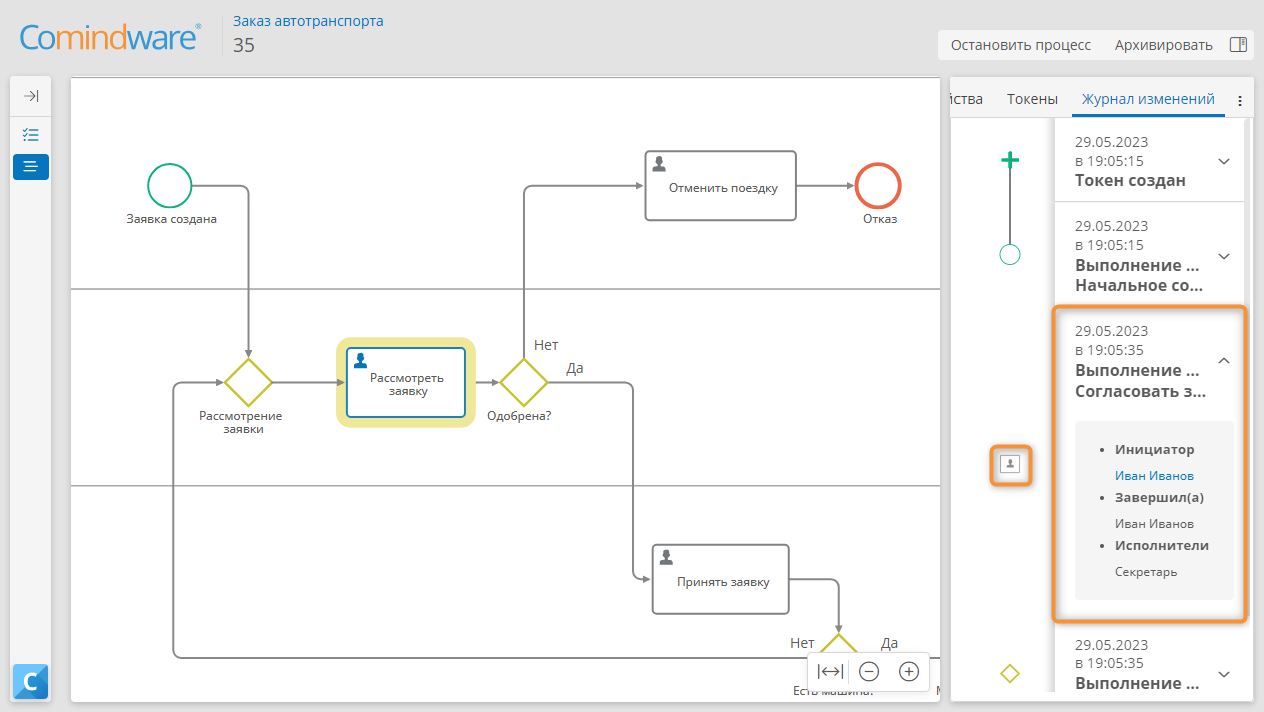 Comindware®
Заказ автотранспорта
35
Остановить процесс
Архивировать
йства
Токены
Журнал изменений
Заявка создана
Отменить поездку
Отказ
Рассмотрение
заявки
Рассмотреть
заявку
Нет
Да
Одобрена?
Принять заявку
Нет
Да
Есть машина?
29.05.2023
в 19:05:15
Токен создан
29.05.2023
в 19:05:15
Выполнение ...
Начальное со...
29.05.2023
в 19:05:35
Выполнение ...
Согласовать з...
Инициатор
Иван Иванов
Завершил(а)
Иван Иванов
Исполнители
Секретарь
29.05.2023
в 19:05:35
Выполнение ...
C